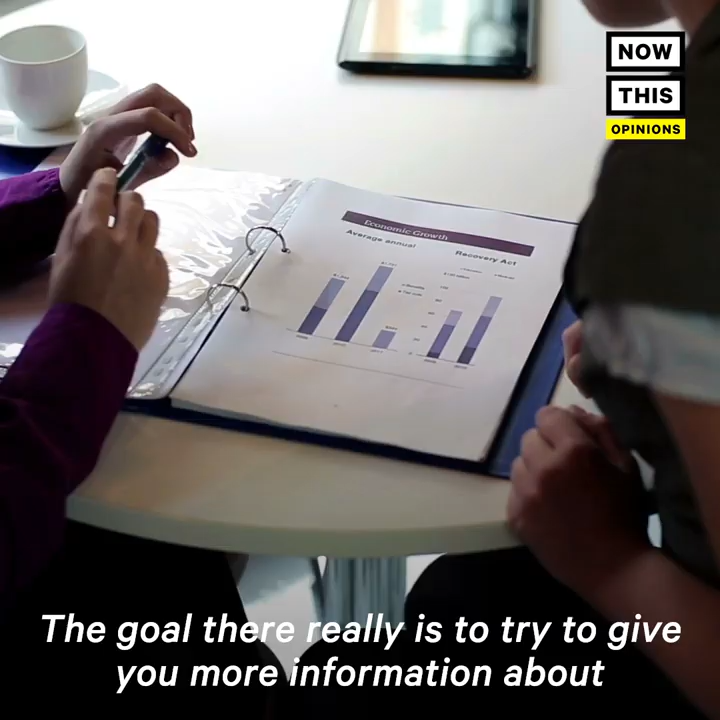 NOW
THIS
OPINIONS
Economic Growth
Average annual
Recovery Act
The goal there really is to try to give
you more information about